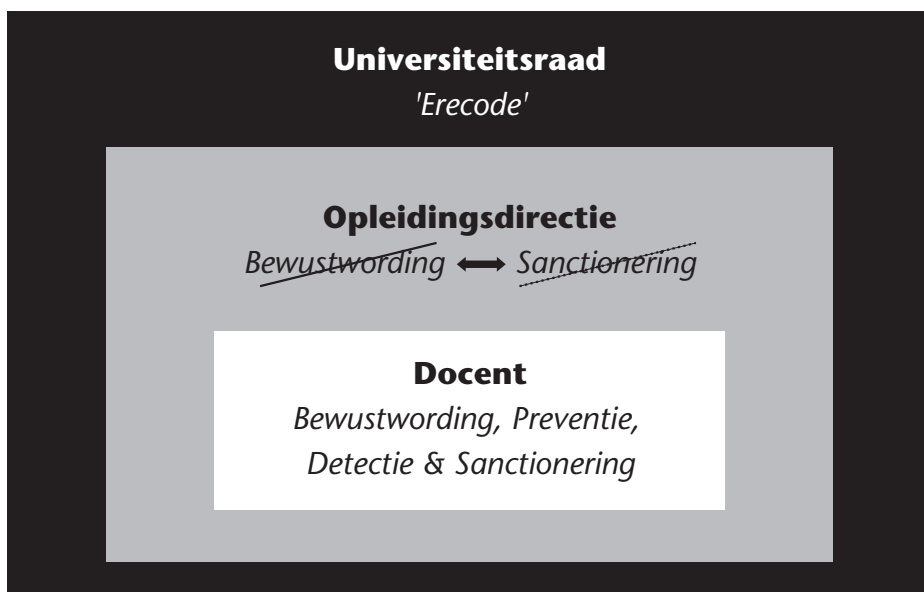 Universiteitsraad
'Erecode'
Opleidingsdirectie
Bewustwording ⟷ Sanctionering
Docent
Bewustwording, Preventie,
Detectie & Sanctionering